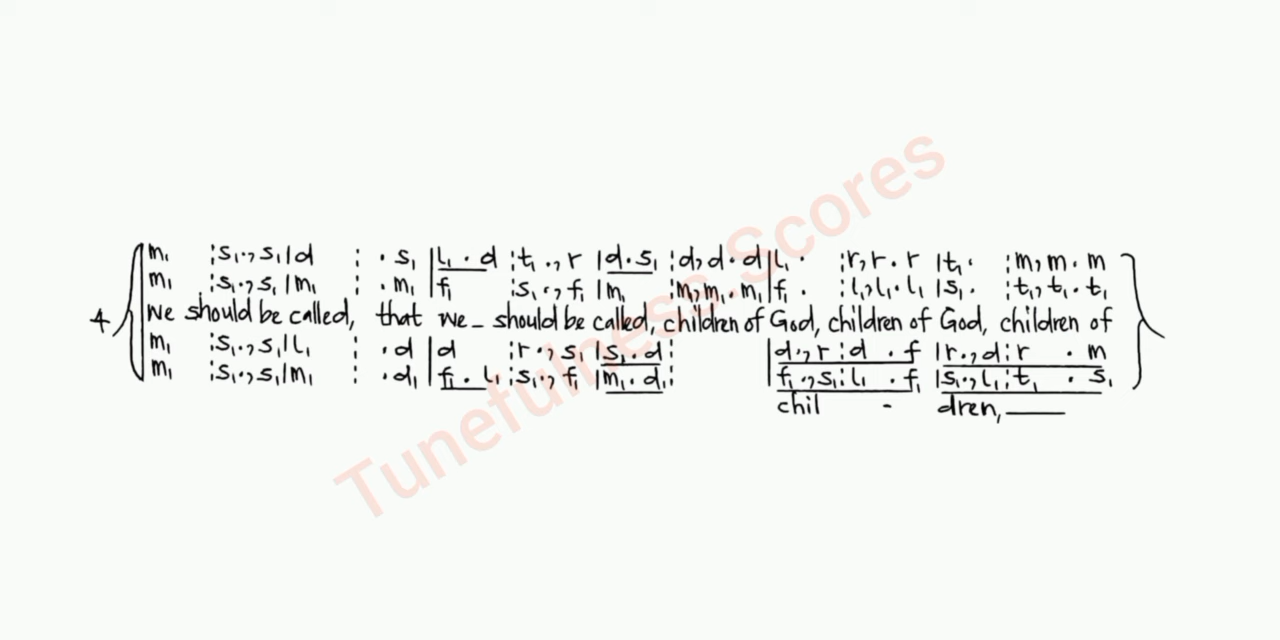 m₁ :s₁.,s₁|d : .s₁|l₁.d :t₁.,r |d.s₁ :d,d.d|l₁. :r,r.r |t₁. :m,m.m
m₁ :s₁.,s₁|m₁ : .m₁|f₁ :s₁.,f₁|m₁ :m₁,m₁.m₁|f₁. :l₁,l₁.l₁|s₁. :t₁,t₁.t₁
4 We should be called, that we_ should be called, children of God, children of God, children of
m₁ :s₁.,s₁|l₁ : .d|d :r.,s₁|s₁.d : |d.,r:d.f |r.,d:r.m
m₁ :s₁.,s₁|m₁ : .d₁|f₁.l₁:s₁.,f₁|m₁.d₁: |f₁.,s₁:l₁.f₁|s₁.,l₁:t₁.s₁
chil - dren,____
Tunefulness.Scores